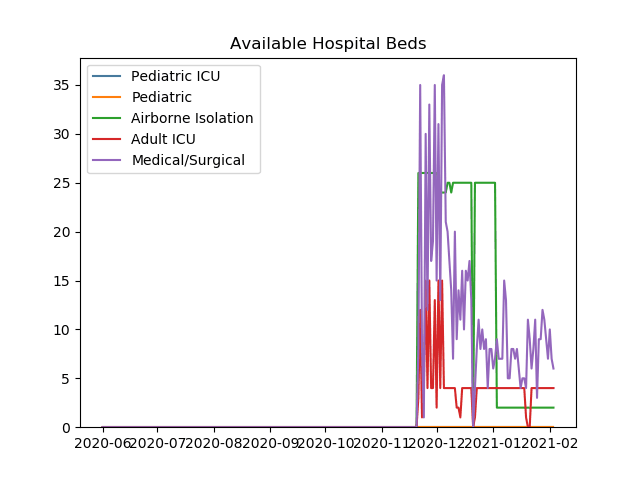 Available Hospital Beds
Pediatric ICU
Pediatric
Airborne Isolation
Adult ICU
Medical/Surgical
35
30
25
20
15
10
5
0
2020-06 2020-07 2020-08 2020-09 2020-10 2020-11 2020-12 2021-01 2021-02